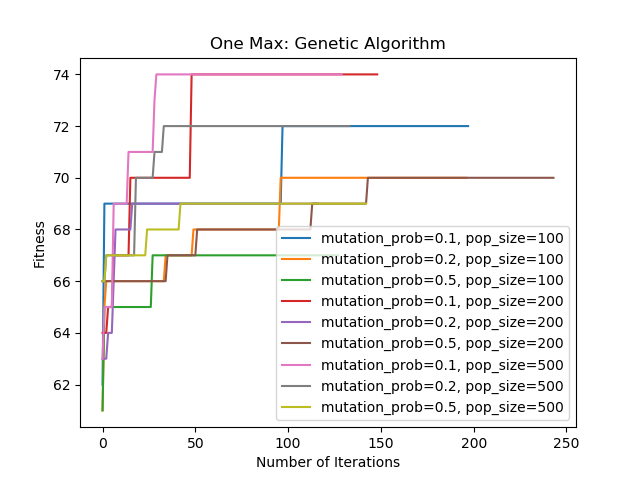 One Max: Genetic Algorithm
Fitness
74
72
70
68
66
64
62
mutation_prob=0.1, pop_size=100
mutation_prob=0.2, pop_size=100
mutation_prob=0.5, pop_size=100
mutation_prob=0.1, pop_size=200
mutation_prob=0.2, pop_size=200
mutation_prob=0.5, pop_size=200
mutation_prob=0.1, pop_size=500
mutation_prob=0.2, pop_size=500
mutation_prob=0.5, pop_size=500
0 50 100 150 200 250
Number of Iterations